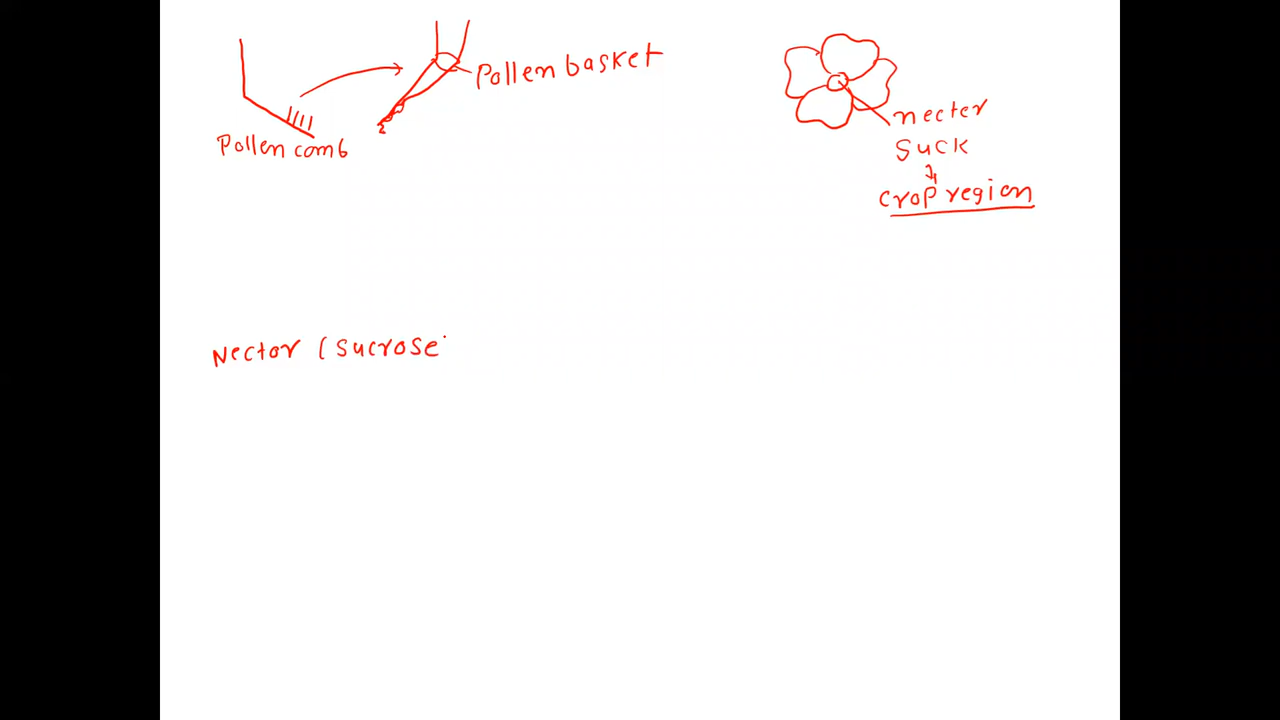 Pollen basket
Pollen comb
necter
suck
crop region
Nector (sucrose